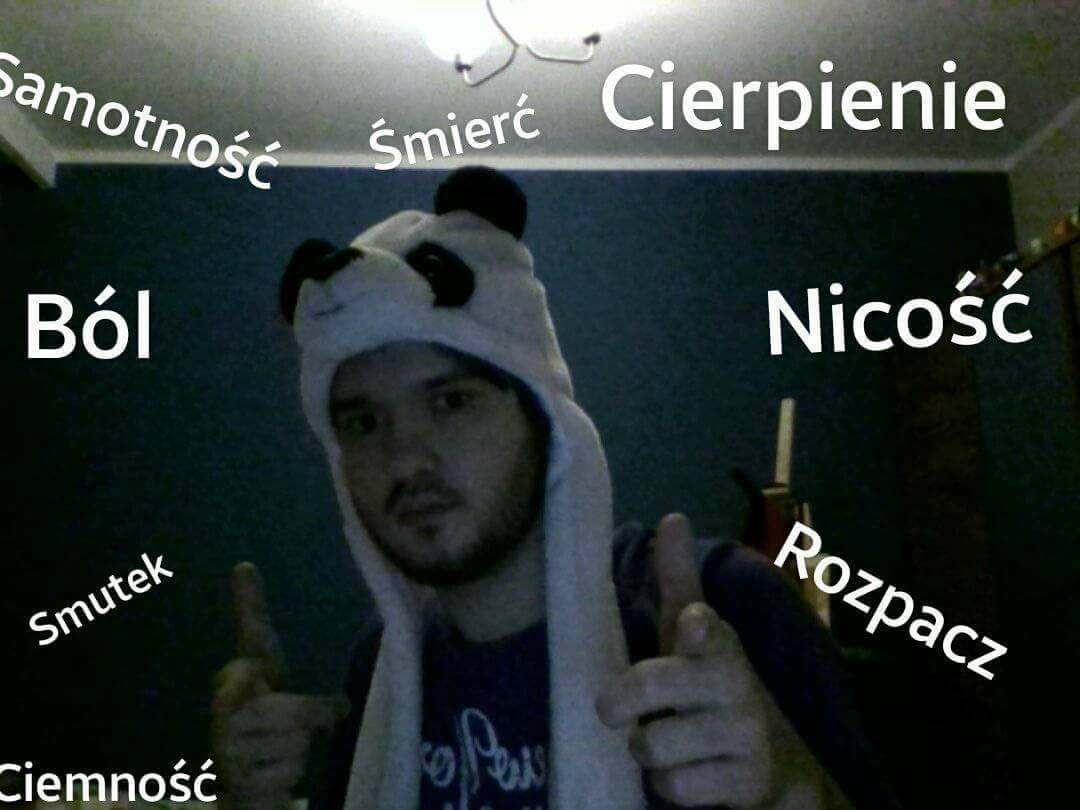 Samotność
Śmierć
Cierpienie
Ból
Nicość
Smutek
Rozpacz
Ciemność